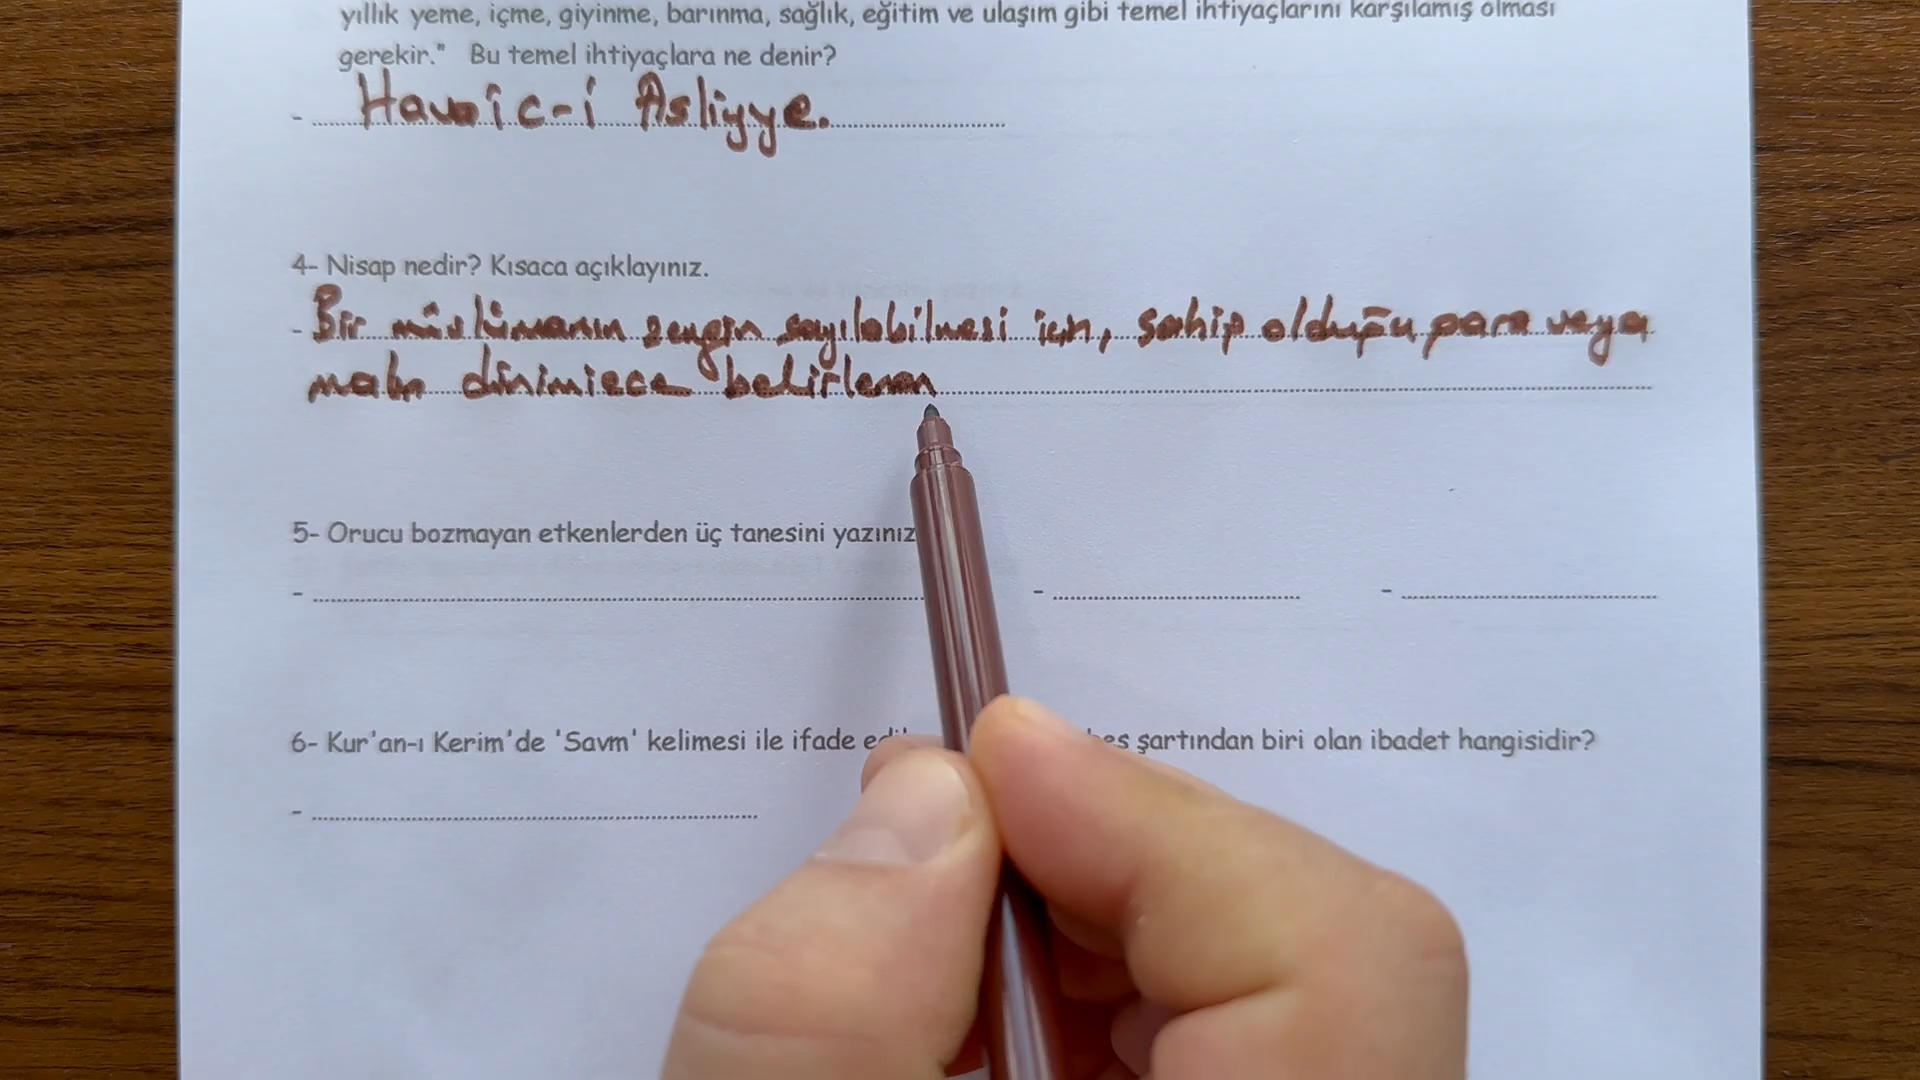 yıllık yeme, içme, giyinme, barınma, sağlık, eğitim ve ulaşım gibi temel ihtiyaçlarını karşılamış olması
gerekir." Bu temel ihtiyaçlara ne denir?
- Havaic-i Asliyye.
4- Nisap nedir? Kısaca açıklayınız.
- Bir müslümanın zengin sayılabilmesi için, sahip olduğu para veya
malın dinimizce belirlenen
5- Orucu bozmayan etkenlerden üç tanesini yazınız
- - -
6- Kur'an-ı Kerim'de 'Savm' kelimesi ile ifade şartından biri olan ibadet hangisidir?
-